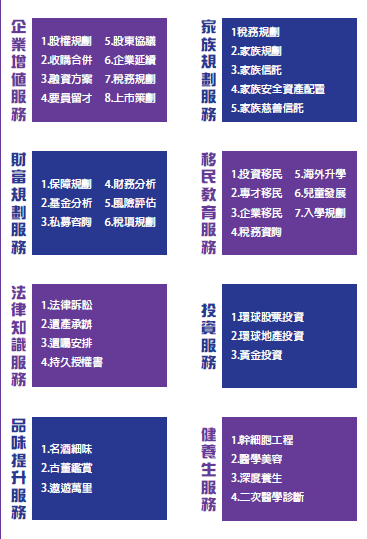 企業增值服務
1.股權規劃 5.股東協議
2.收購合併 6.企業延續
3.融資方案 7.稅務規劃
4.要員留才 8.上市策劃
家族規劃服務
1稅務規劃
2.家族規劃
3.家族信託
4.家族安全資產配置
5.家族慈善信託
財富規劃服務
1.保障規劃 4.財務分析
2.基金分析 5.風險評估
3.私募咨詢 6.稅項規劃
移民教育服務
1.投資移民 5.海外升學
2.專才移民 6.兒童發展
3.企業移民 7.入學規劃
4.稅務資詢
法律知識服務
1.法律訴訟
2.遺產承辦
3.遺囑安排
4.持久授權書
投資服務
1.環球股票投資
2.環球地產投資
3.黃金投資
品味提升服務
1.名酒細味
2.古董鑑賞
3.遨遊萬里
健養生服務
1.幹細胞工程
2.醫學美容
3.深度養生
4.二次醫學診斷